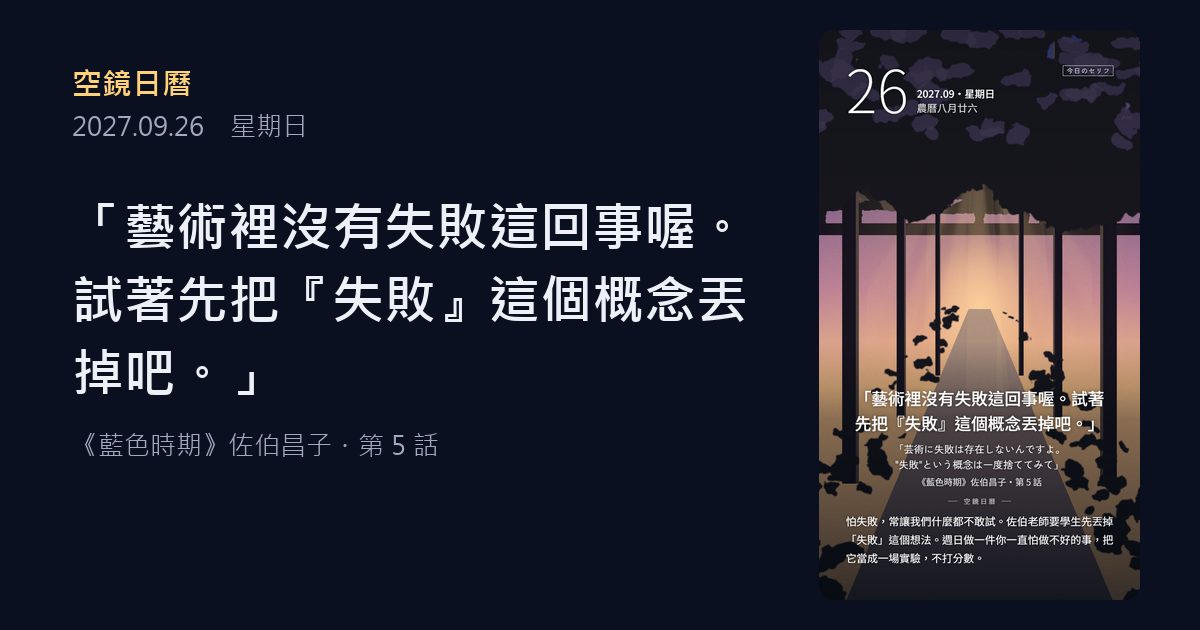 空鏡日曆
2027.09.26　星期日
「藝術裡沒有失敗這回事喔。
試著先把『失敗』這個概念丟
掉吧。」
《藍色時期》佐伯昌子・第 5 話
今日のセリフ
26
2027.09・星期日
農曆八月廿六
「藝術裡沒有失敗這回事喔。試著
先把『失敗』這個概念丟掉吧。」
「芸術に失敗は存在しないんですよ。
"失敗"という概念は一度捨ててみて」
《藍色時期》佐伯昌子・第 5 話
— 空鏡日曆 —
怕失敗，常讓我們什麼都不敢試。佐伯老師要學生先丟掉
「失敗」這個想法。週日做一件你一直怕做不好的事，把
它當成一場實驗，不打分數。